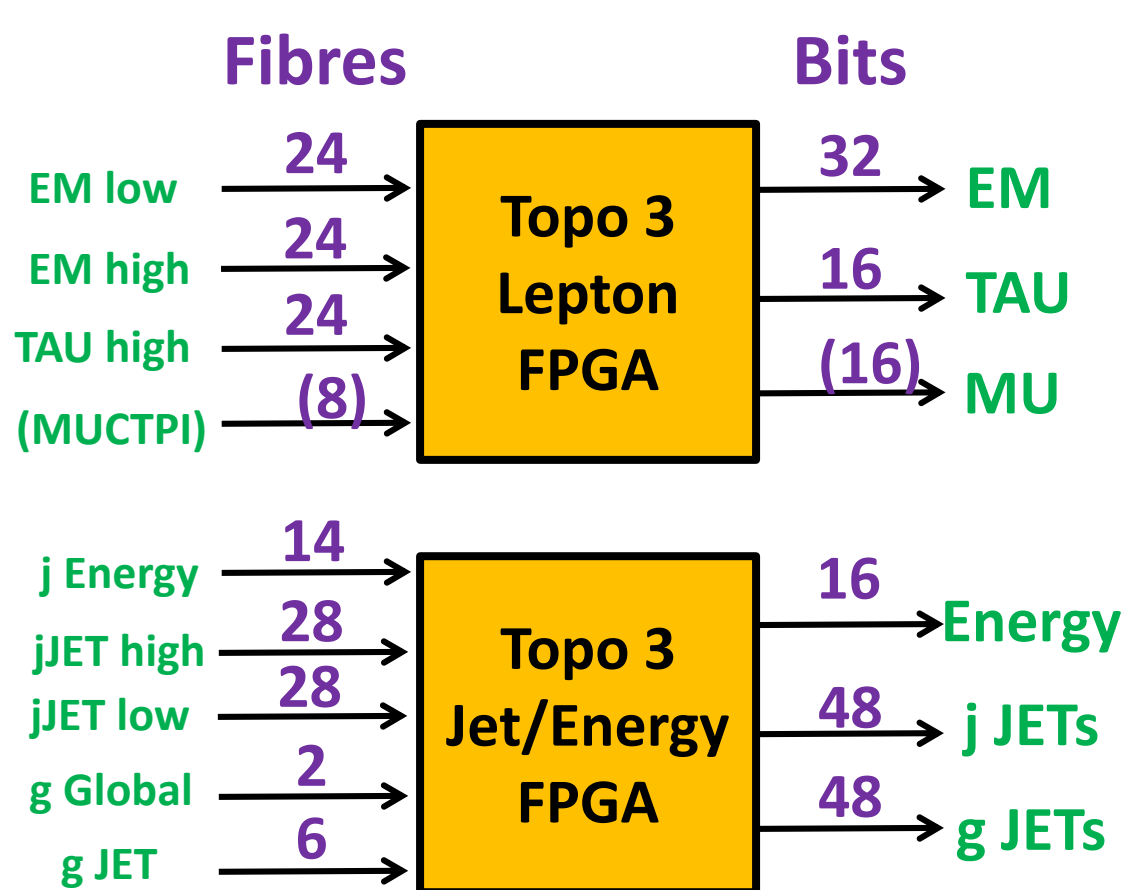 Fibres
Bits
EM low
24
EM high
24
TAU high
24
(MUCTPI)
(8)
Topo 3
Lepton
FPGA
32
EM
16
TAU
(16)
MU
j Energy
14
jJET high
28
jJET low
28
g Global
2
g JET
6
Topo 3
Jet/Energy
FPGA
16
Energy
48
j JETs
48
g JETs